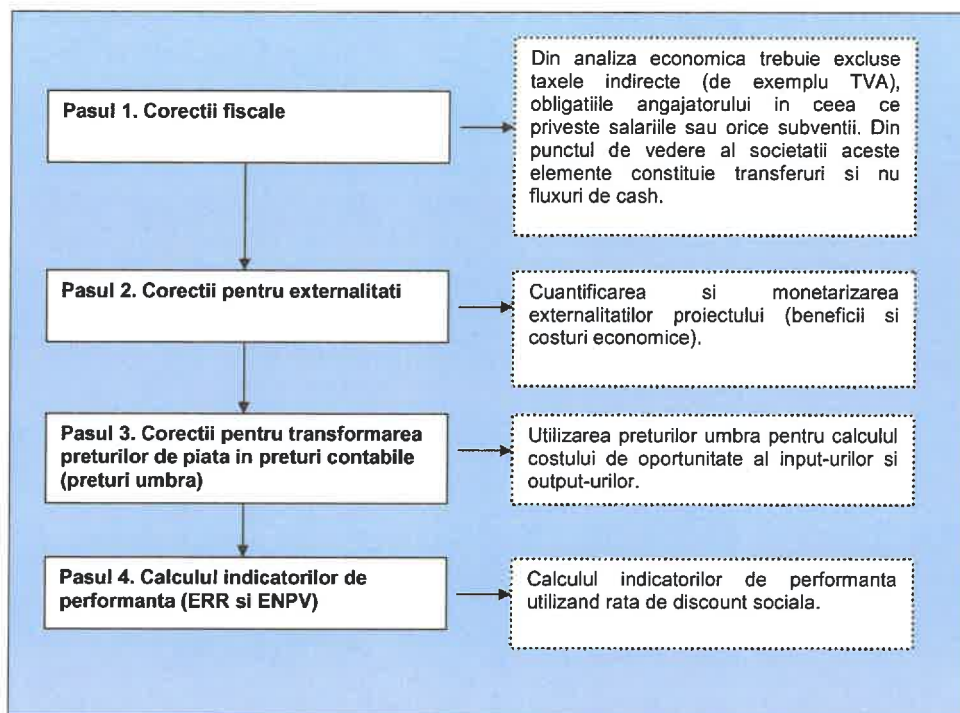 Pasul 1. Corectii fiscale
Din analiza economica trebuie excluse
taxele indirecte (de exemplu TVA),
obligatiile angajatorului in ceea ce
priveste salariile sau orice subventii. Din
punctul de vedere al societatii aceste
elemente constituie transferuri si nu
fluxuri de cash.
Pasul 2. Corectii pentru externalitati
Cuantificarea si monetarizarea
externalitatilor proiectului (beneficii si
costuri economice).
Pasul 3. Corectii pentru transformarea
preturilor de piata in preturi contabile
(preturi umbra)
Utilizarea preturilor umbra pentru calculul
costului de oportunitate al input-urilor si
output-urilor.
Pasul 4. Calculul indicatorilor de
performanta (ERR si ENPV)
Calculul indicatorilor de performanta
utilizand rata de discount sociala.